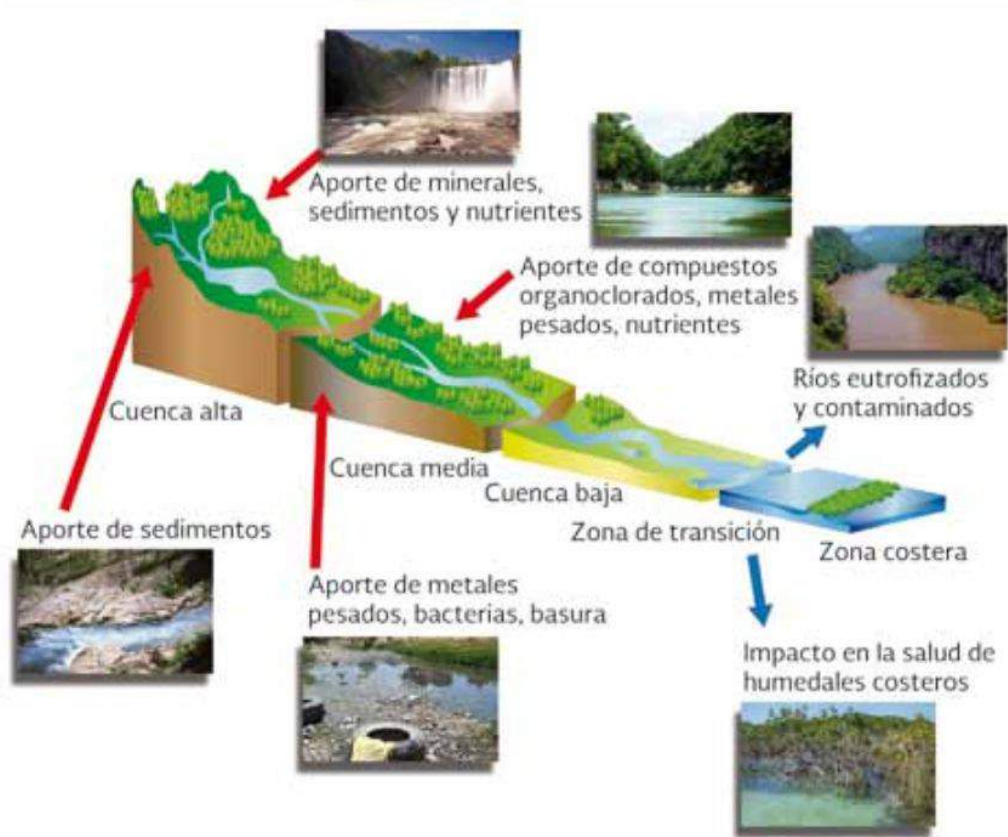 Aporte de minerales,
sedimentos y nutrientes
Aporte de compuestos
organoclorados, metales
pesados, nutrientes
Ríos eutrofizados
y contaminados
Cuenca alta
Cuenca media
Cuenca baja
Zona de transición
Zona costera
Aporte de sedimentos
Aporte de metales
pesados, bacterias, basura
Impacto en la salud de
humedales costeros